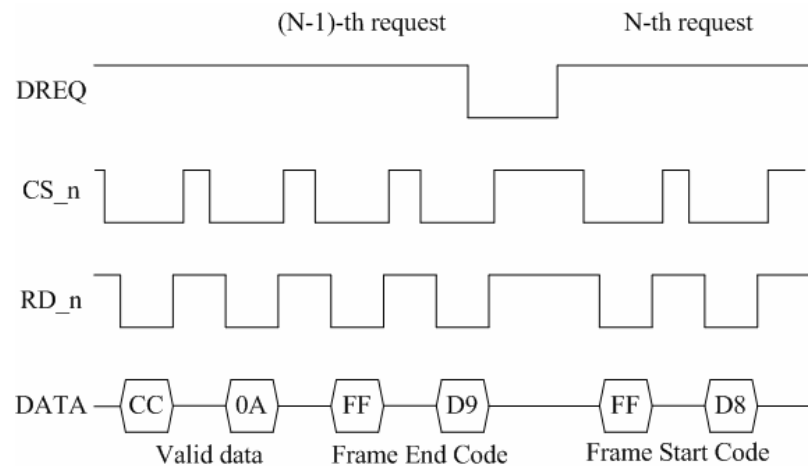 (N-1)-th request N-th request
DREQ
CS_n
RD_n
DATA CC 0A FF D9 FF D8
Valid data Frame End Code Frame Start Code